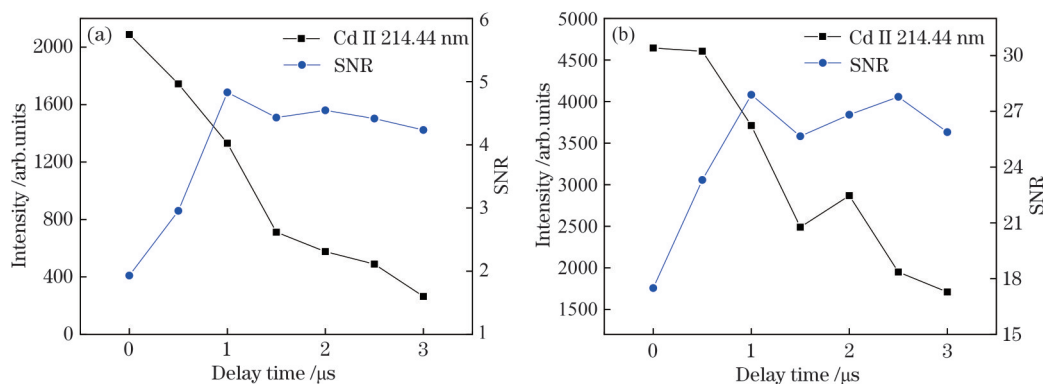 (a)
Cd II 214.44 nm
SNR
Intensity /arb.units
2000
1600
1200
800
400
0
6
5
4
3
2
1
SNR
0 1 2 3
Delay time /μs
(b)
Cd II 214.44 nm
SNR
Intensity /arb.units
5000
4500
4000
3500
3000
2500
2000
1500
30
27
24
21
18
15
SNR
0 1 2 3
Delay time /μs